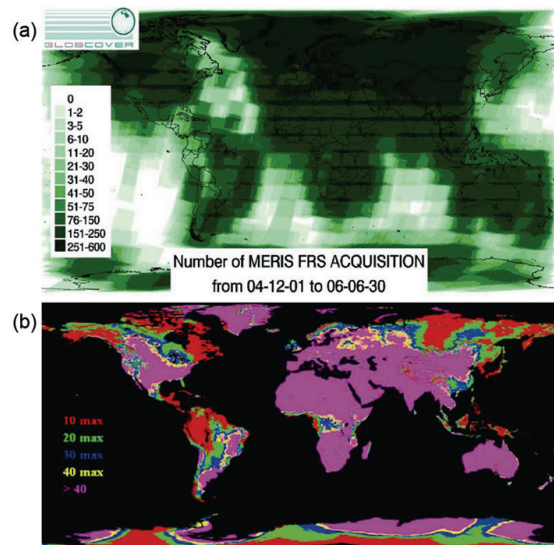 (a)
GLOBCOVER
0
1-2
3-5
6-10
11-20
21-30
31-40
41-50
51-75
76-150
151-250
251-600
Number of MERIS FRS ACQUISITION
from 04-12-01 to 06-06-30
(b)
10 max
20 max
30 max
40 max
> 40